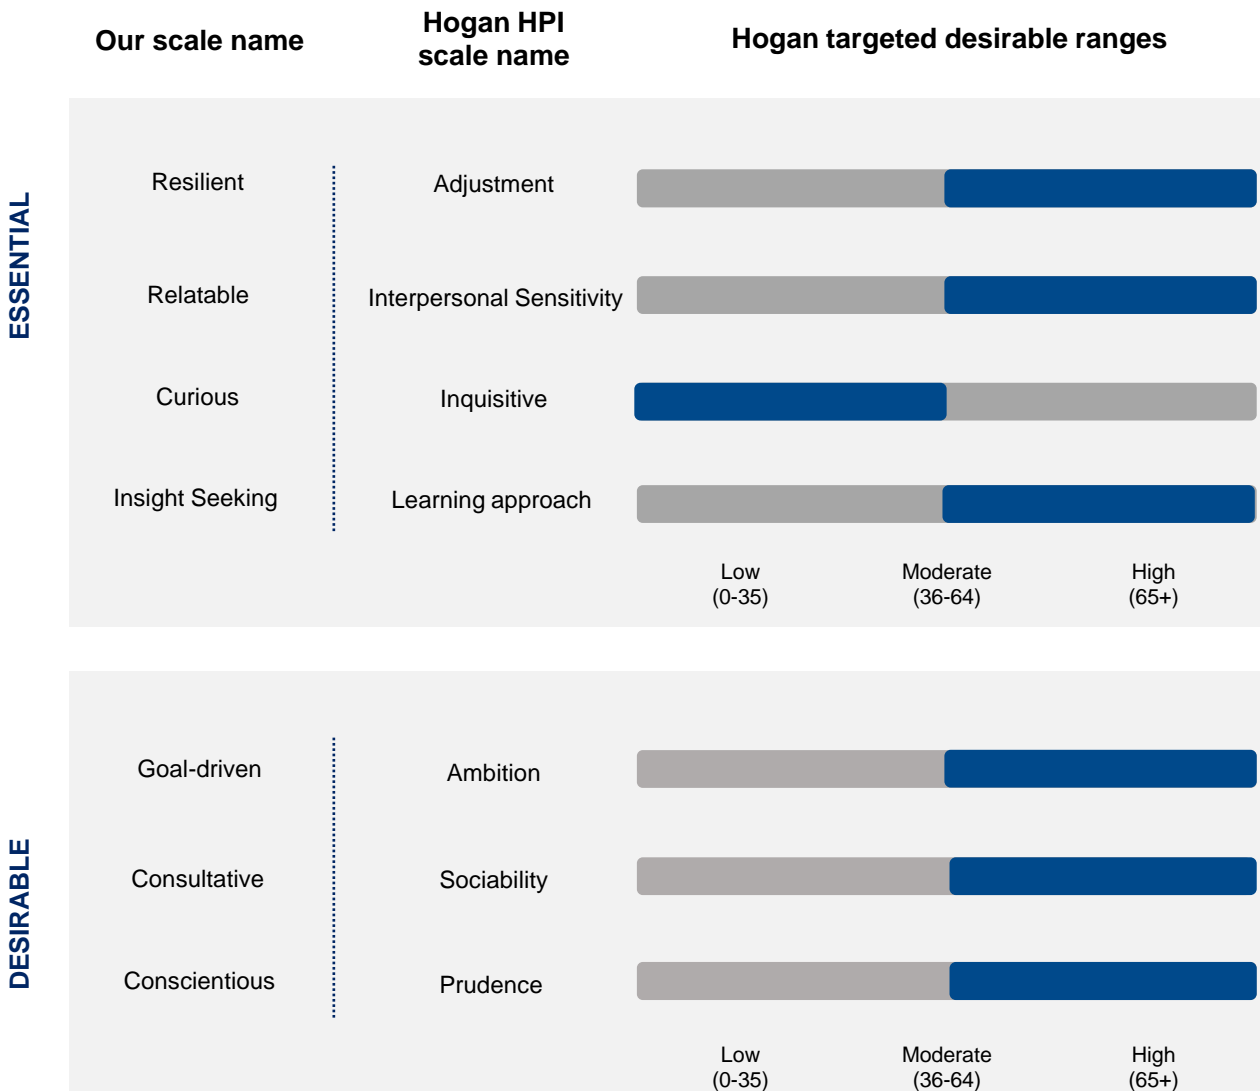 Our scale name
Hogan HPI
scale name
Hogan targeted desirable ranges
ESSENTIAL
Resilient
Adjustment
Relatable
Interpersonal Sensitivity
Curious
Inquisitive
Insight Seeking
Learning approach
Low
(0-35)
Moderate
(36-64)
High
(65+)
DESIRABLE
Goal-driven
Ambition
Consultative
Sociability
Conscientious
Prudence
Low
(0-35)
Moderate
(36-64)
High
(65+)